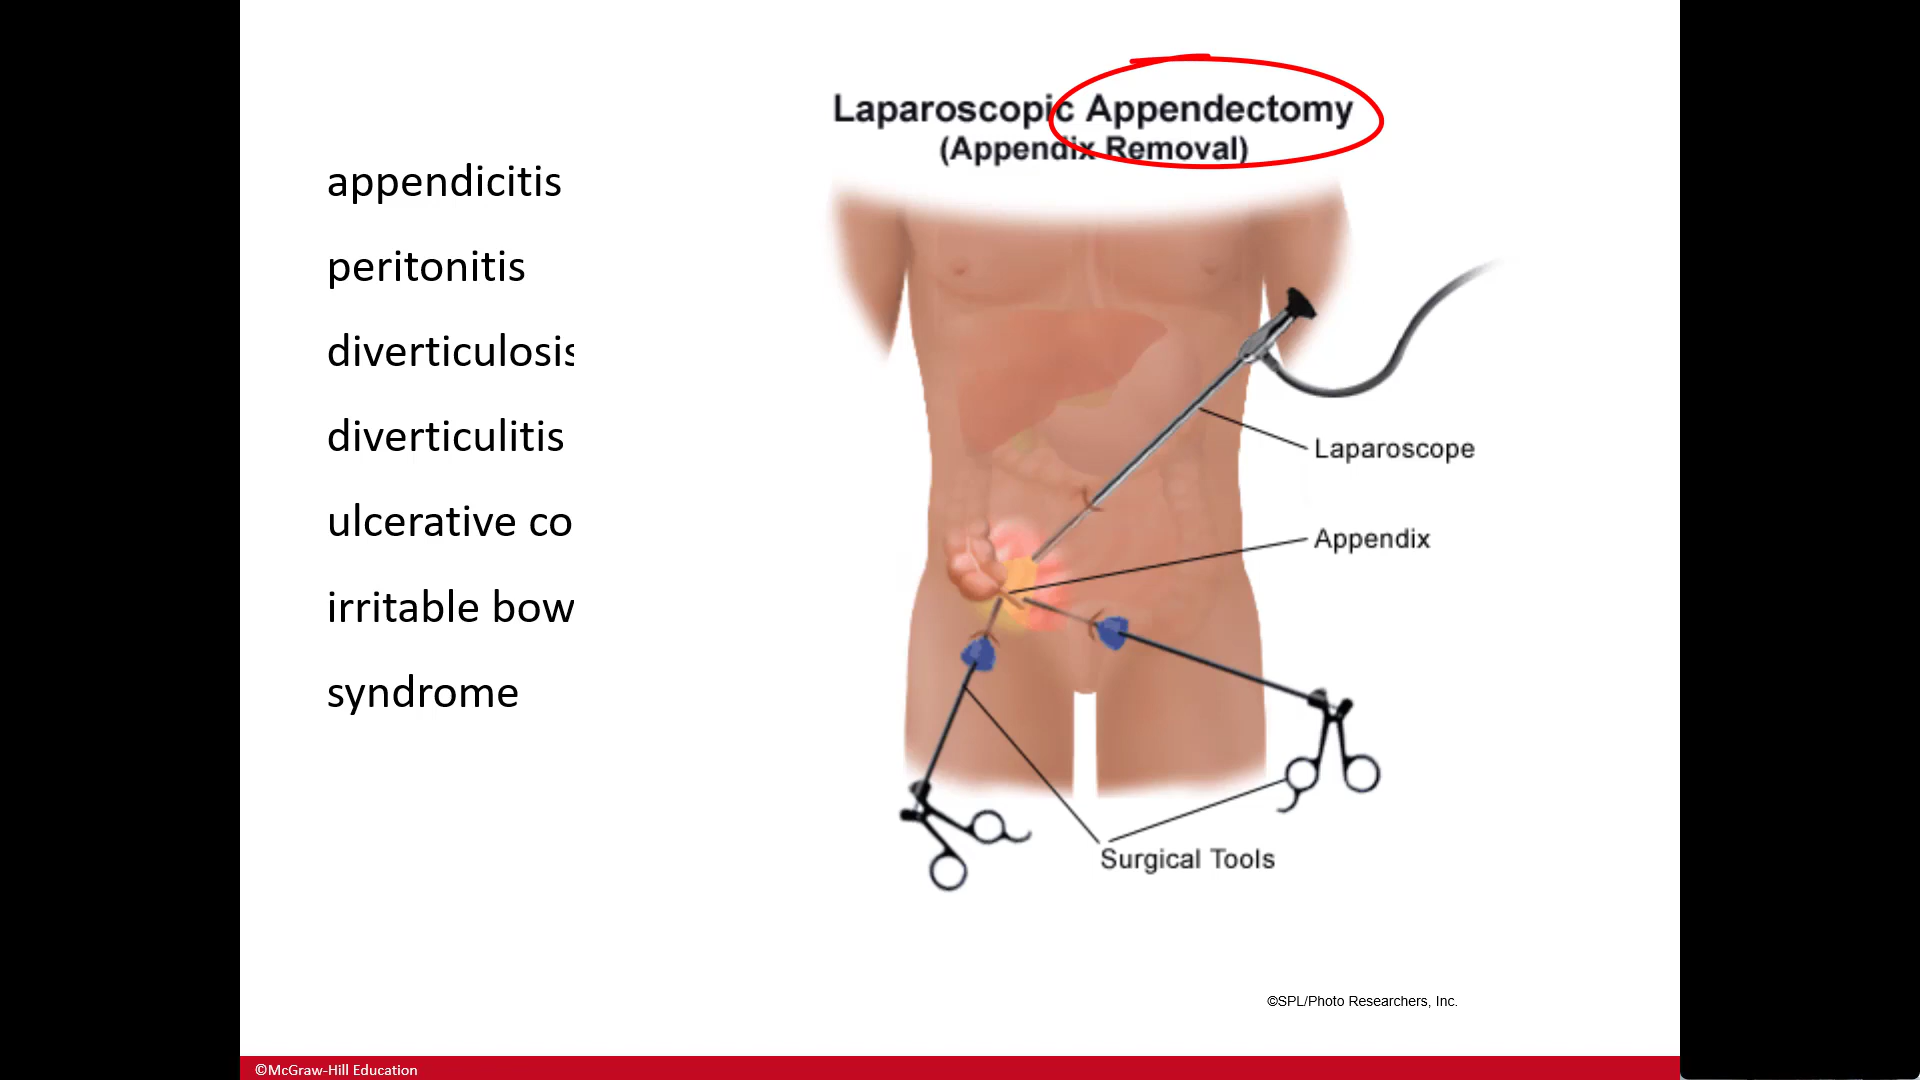 Laparoscopic Appendectomy
(Appendix Removal)
appendicitis
peritonitis
diverticulosis
diverticulitis
ulcerative co
irritable bow
syndrome
Laparoscope
Appendix
Surgical Tools
©SPL/Photo Researchers, Inc.
©McGraw-Hill Education